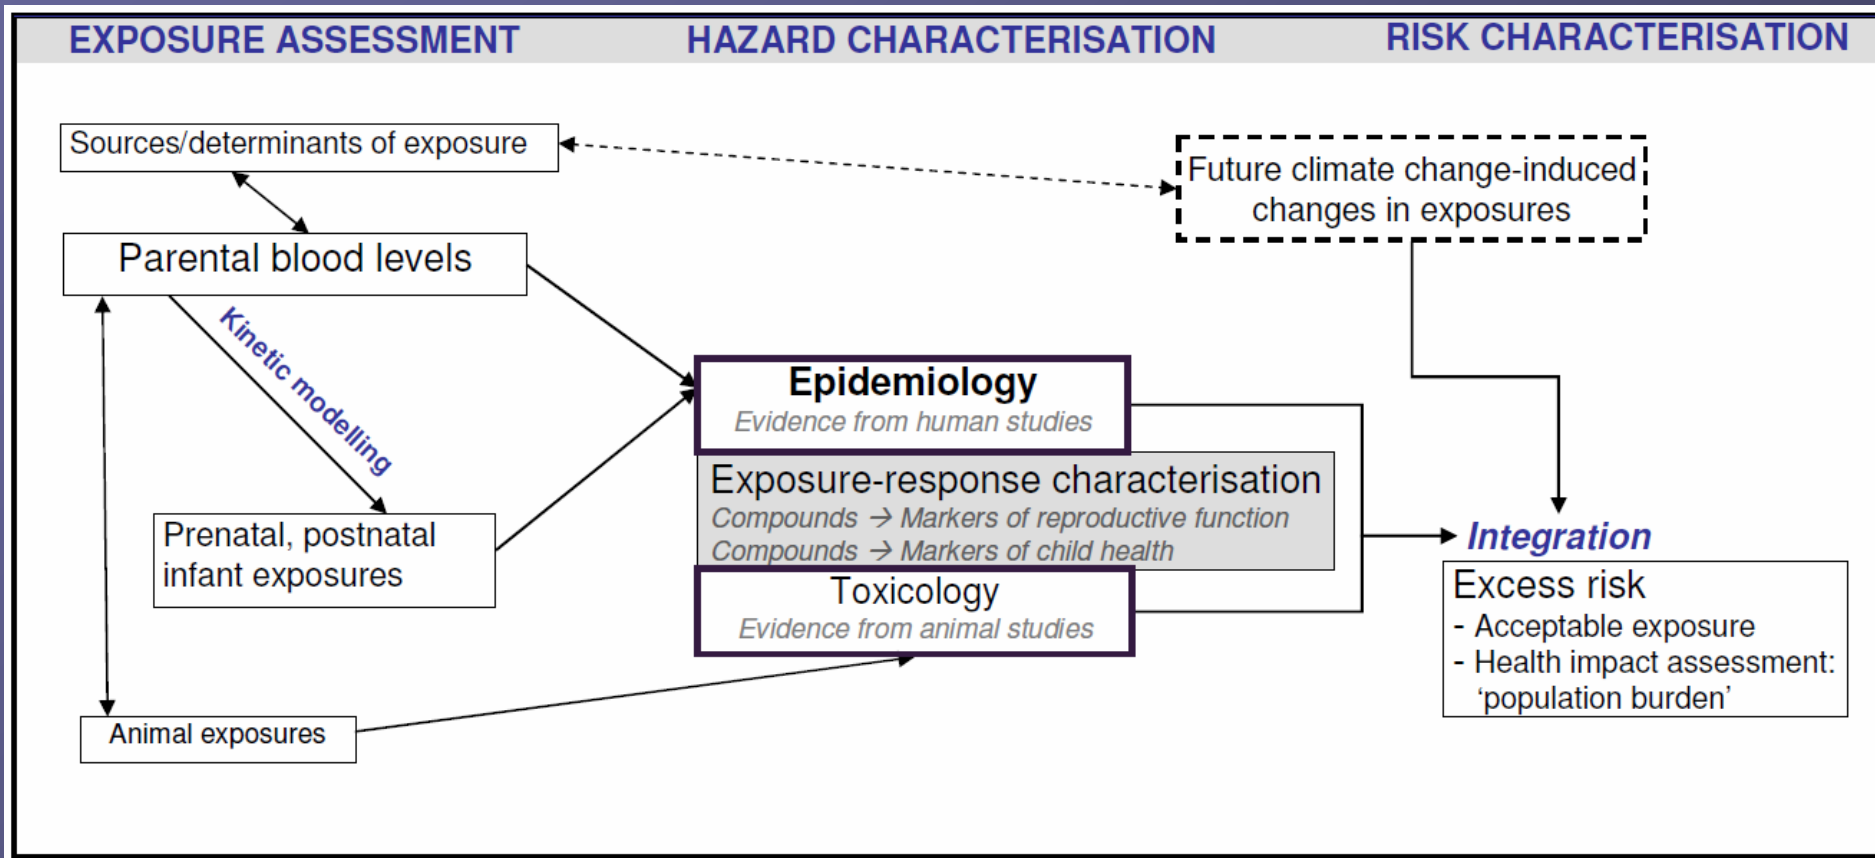 EXPOSURE ASSESSMENT
HAZARD CHARACTERISATION
RISK CHARACTERISATION
Sources/determinants of exposure
Future climate change-induced
changes in exposures
Parental blood levels
Kinetic modelling
Epidemiology
Evidence from human studies
Exposure-response characterisation
Compounds → Markers of reproductive function
Compounds → Markers of child health
Prenatal, postnatal
infant exposures
Toxicology
Evidence from animal studies
Animal exposures
Integration
Excess risk
- Acceptable exposure
- Health impact assessment:
‘population burden’